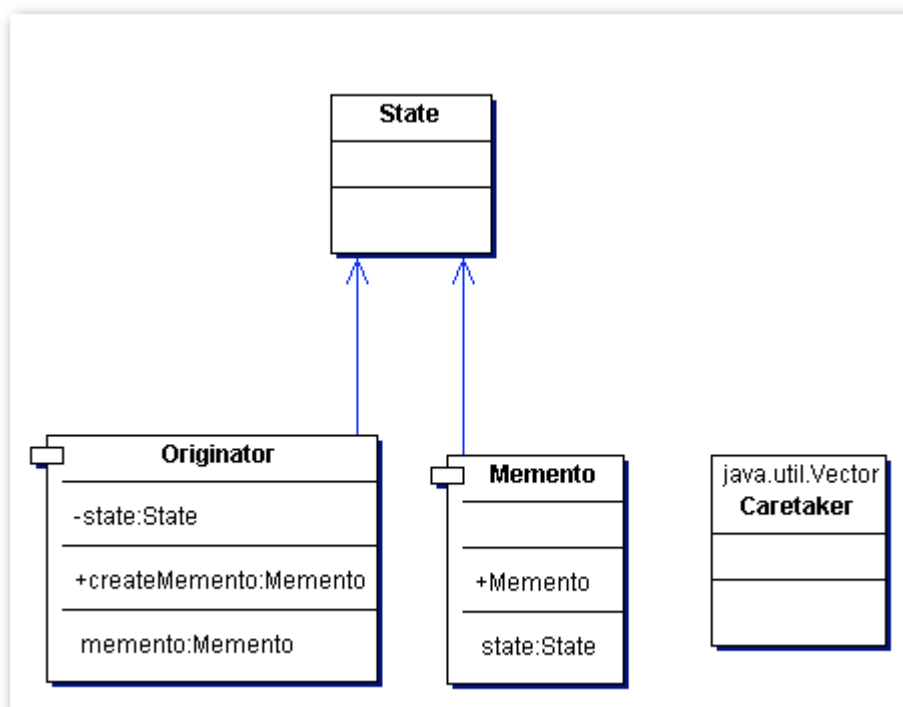 State
Originator
-state:State
+createMemento:Memento
memento:Memento
Memento
+Memento
state:State
java.util.Vector
Caretaker